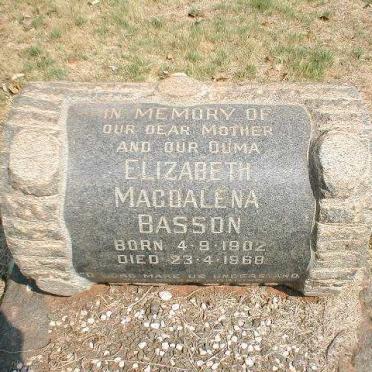 IN MEMORY OF
OUR DEAR MOTHER
AND OUR OUMA
ELIZABETH
MAGDALENA
BASSON
BORN 4-9-1902
DIED 23-4-1968
LORD MAKE US UNDERSTAND